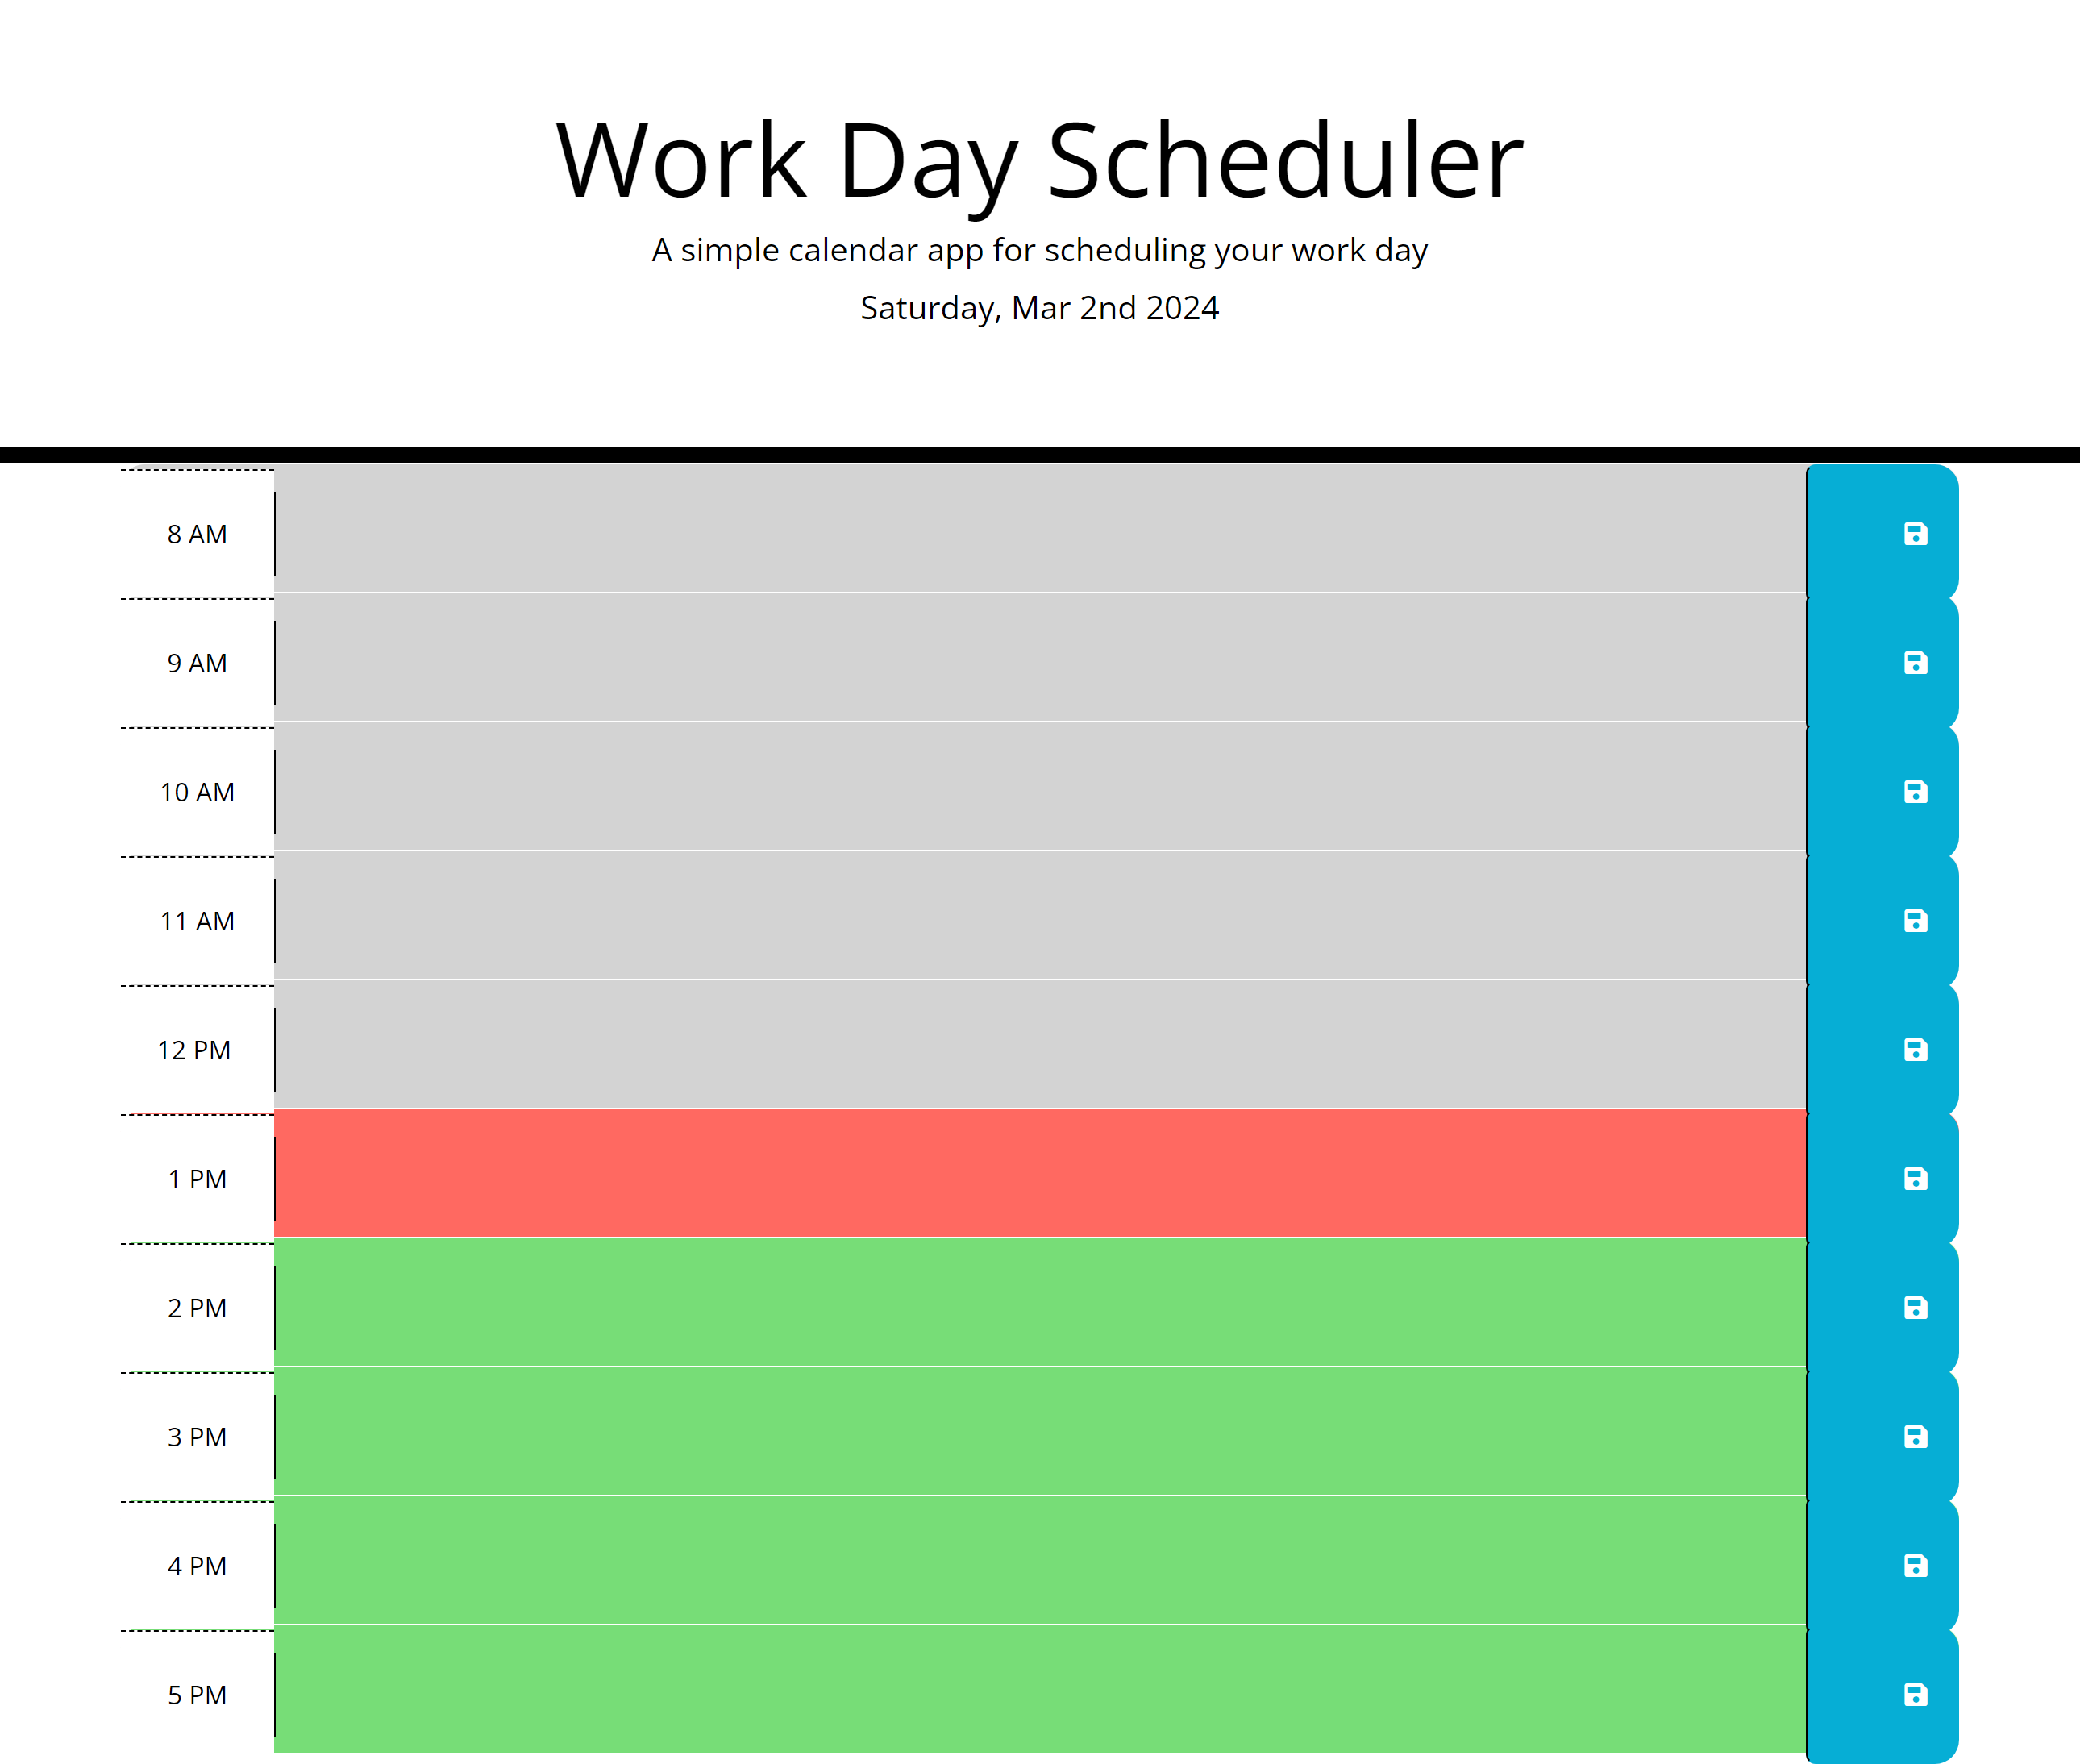 Work Day Scheduler
A simple calendar app for scheduling your work day
Saturday, Mar 2nd 2024
8 AM
9 AM
10 AM
11 AM
12 PM
1 PM
2 PM
3 PM
4 PM
5 PM